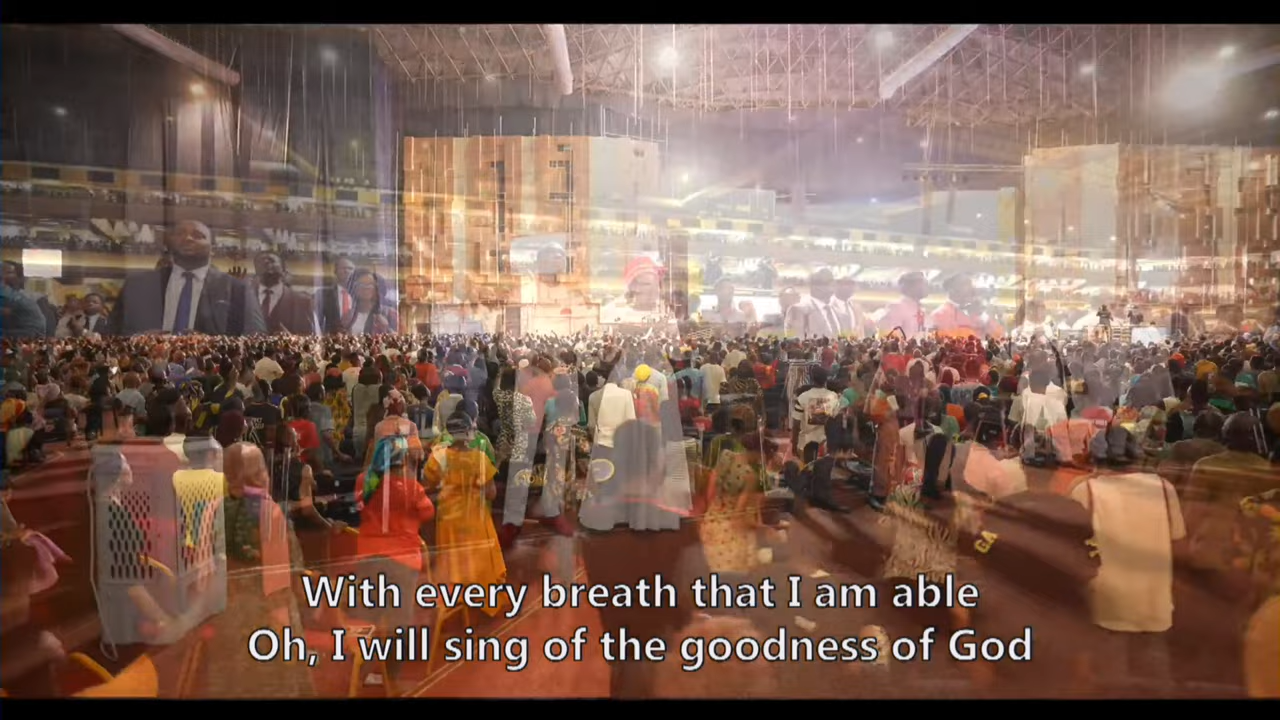 With every breath that I am able
Oh, I will sing of the goodness of God